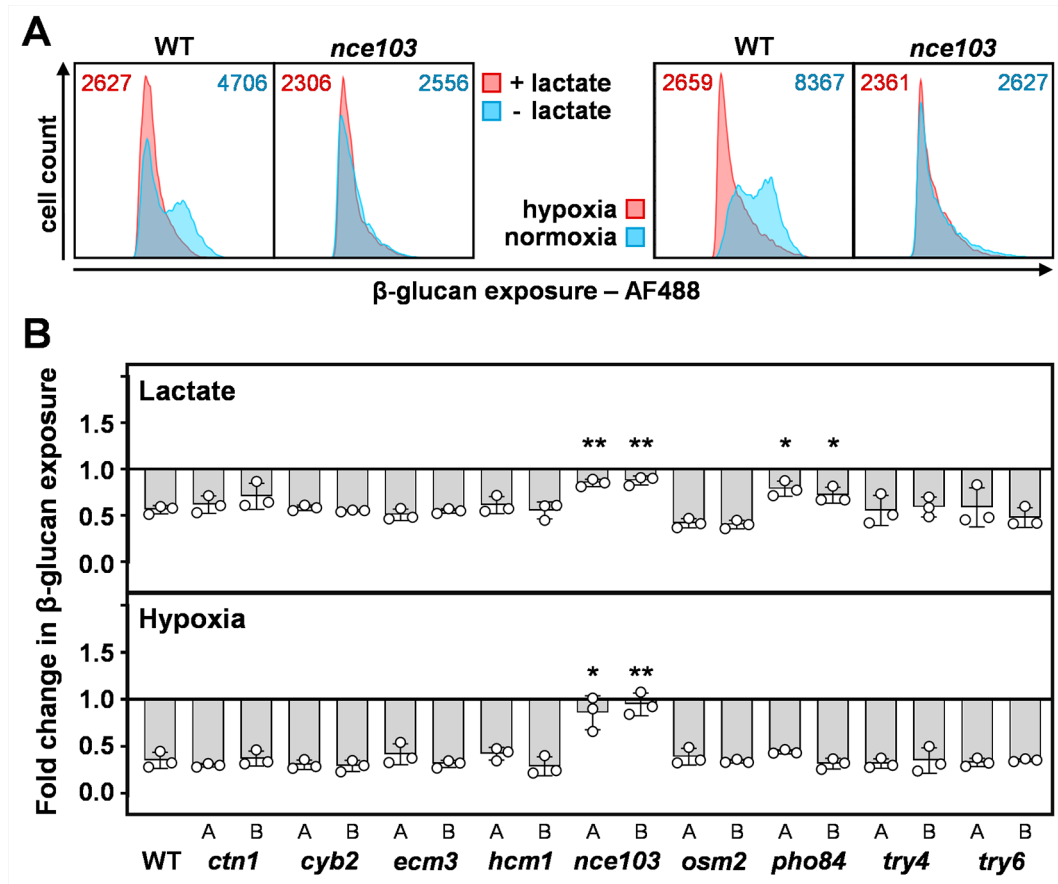 A
WT nce103 WT nce103
2627 4706 2306 2556 + lactate 2659 8367 2361 2627
- lactate
hypoxia
normoxia
cell count
β-glucan exposure – AF488
B
Fold change in β-glucan exposure
Lactate
1.5
** ** * *
1.0
0.5
0.0
Hypoxia
1.5
* **
1.0
0.5
0.0
A B A B A B A B A B A B A B A B A B
WT ctn1 cyb2 ecm3 hcm1 nce103 osm2 pho84 try4 try6